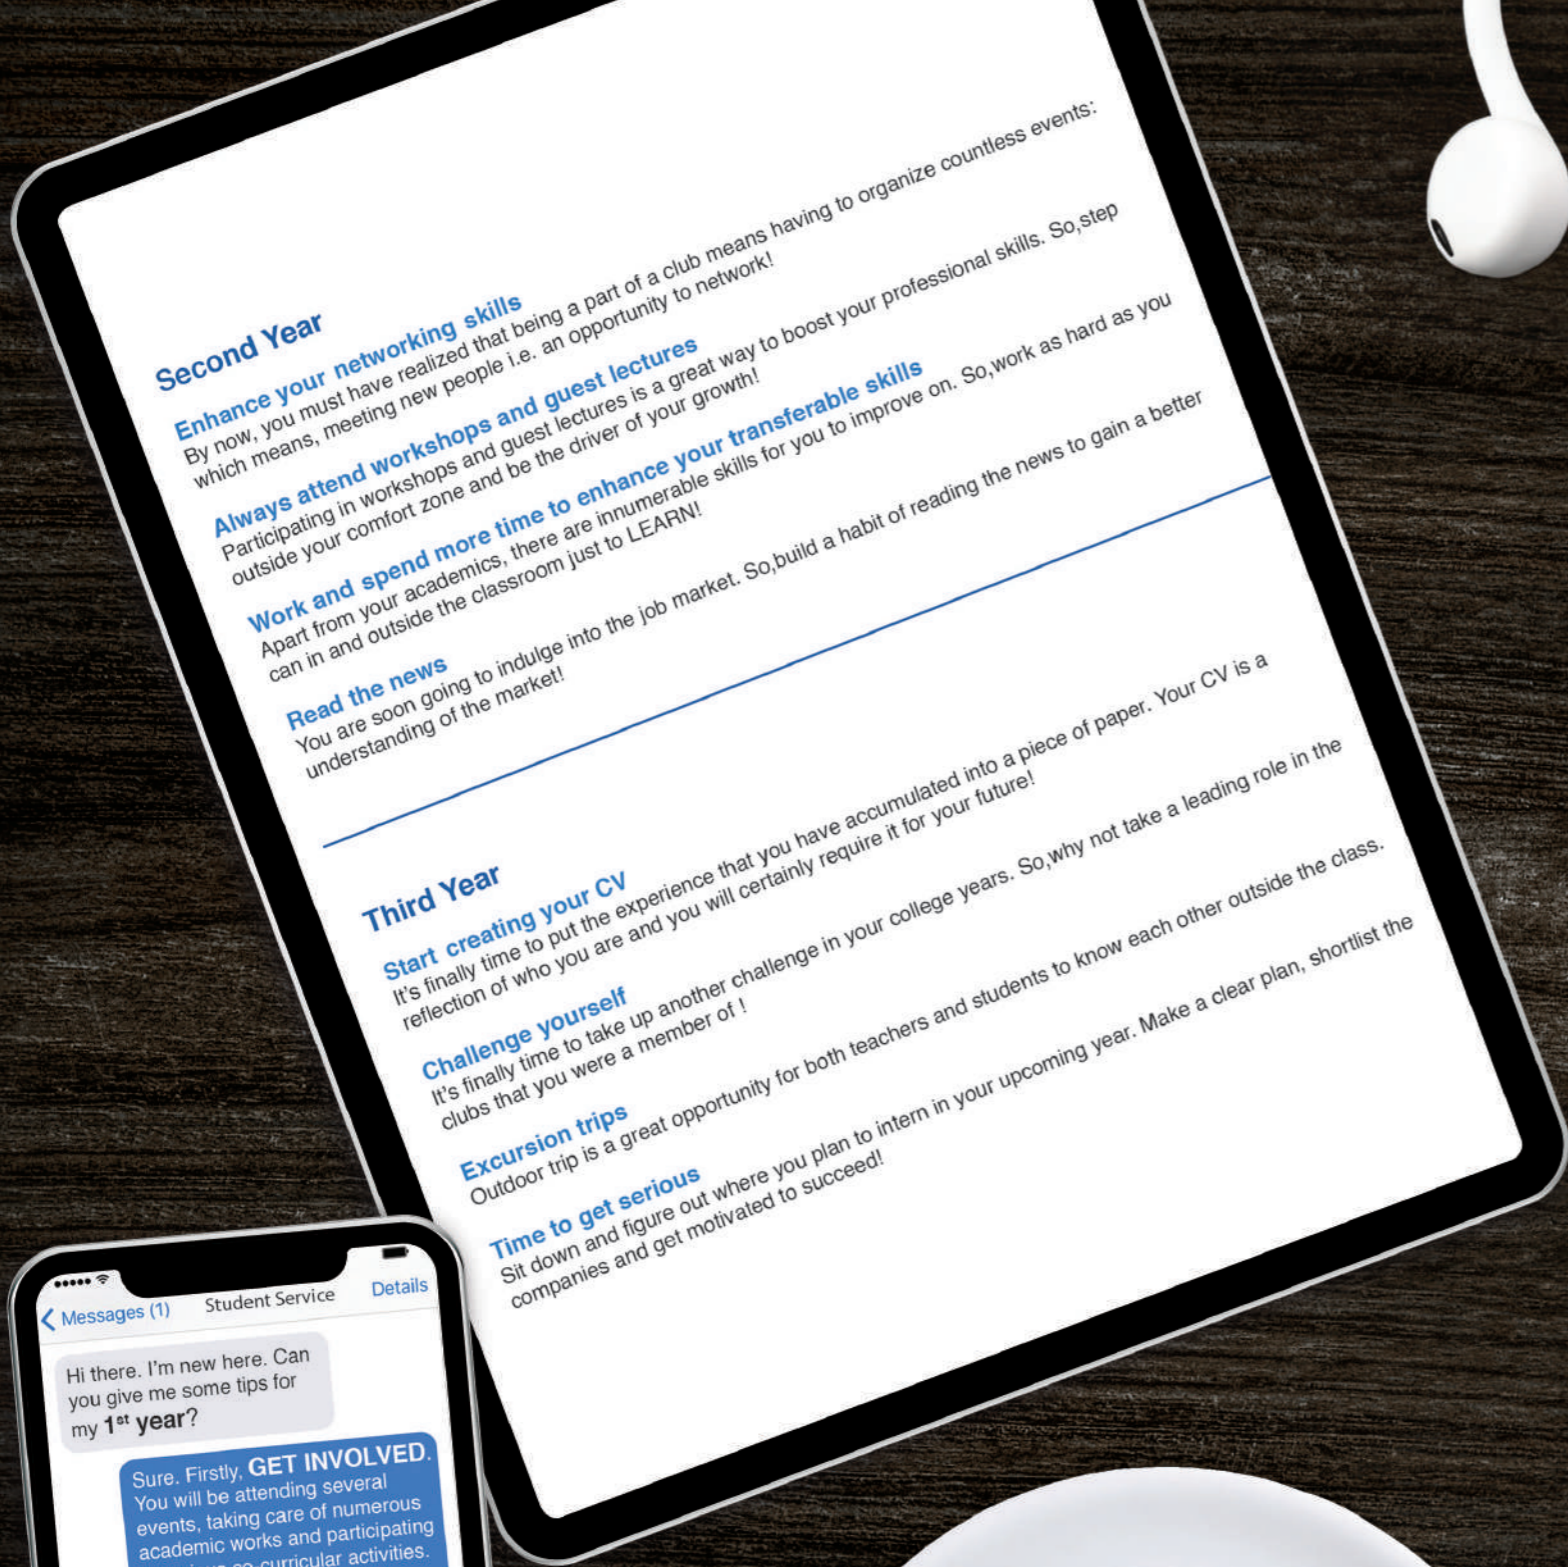 Second Year
Enhance your networking skills
By now, you must have realized that being a part of a club means having to organize countless events:
which means, meeting new people i.e. an opportunity to network!
Always attend workshops and guest lectures
Participating in workshops and guest lectures is a great way to boost your professional skills. So,step
outside your comfort zone and be the driver of your growth!
Work and spend more time to enhance your transferable skills
Apart from your academics, there are innumerable skills for you to improve on. So,work as hard as you
can in and outside the classroom just to LEARN!
Read the news
You are soon going to indulge into the job market. So,build a habit of reading the news to gain a better
understanding of the market!
Third Year
Start creating your CV
It's finally time to put the experience that you have accumulated into a piece of paper. Your CV is a
reflection of who you are and you will certainly require it for your future!
Challenge yourself
It's finally time to take up another challenge in your college years. So,why not take a leading role in the
clubs that you were a member of !
Excursion trips
Outdoor trip is a great opportunity for both teachers and students to know each other outside the class.
Time to get serious
Sit down and figure out where you plan to intern in your upcoming year. Make a clear plan, shortlist the
companies and get motivated to succeed!
Messages (1) Student Service Details
Hi there. I'm new here. Can
you give me some tips for
my 1st year?
Sure. Firstly, GET INVOLVED.
You will be attending several
events, taking care of numerous
academic works and participating
co-curricular activities.